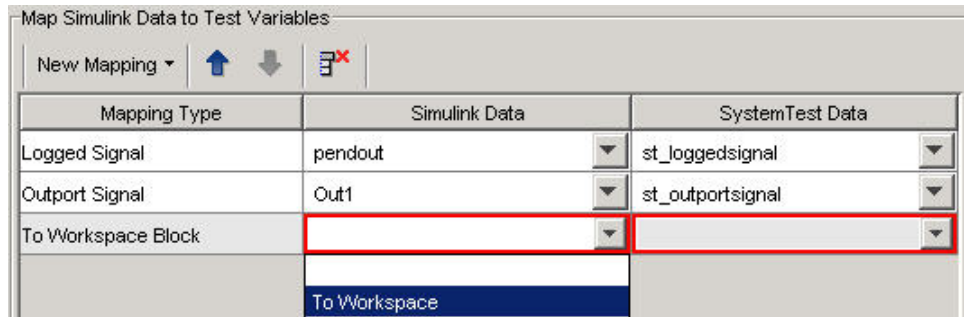 Map Simulink Data to Test Variables
New Mapping
Mapping Type Simulink Data SystemTest Data
Logged Signal pendout st_loggedsignal
Outport Signal Out1 st_outportsignal
To Workspace Block
To Workspace